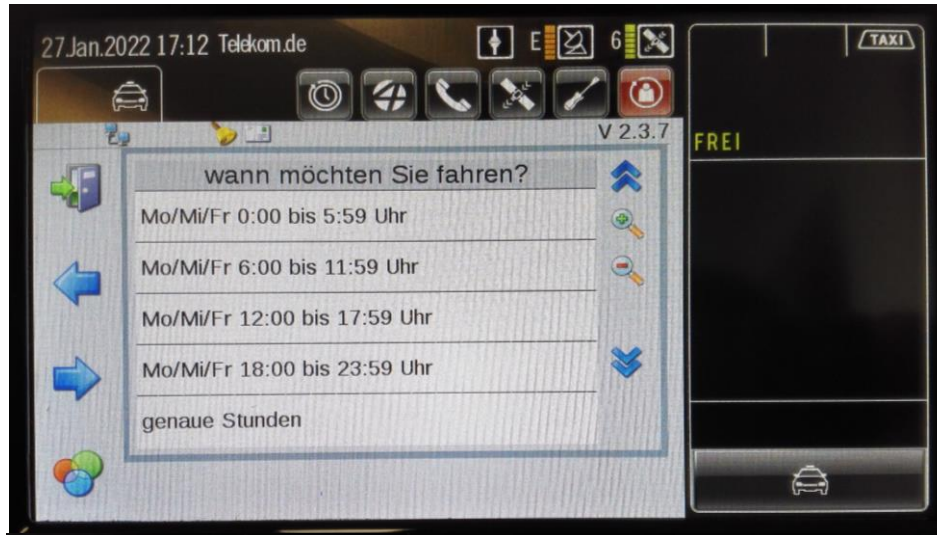 27.Jan.2022 17:12 Telekom.de E 6
TAXI
V 2.3.7
FREI
wann möchten Sie fahren?
Mo/Mi/Fr 0:00 bis 5:59 Uhr
Mo/Mi/Fr 6:00 bis 11:59 Uhr
Mo/Mi/Fr 12:00 bis 17:59 Uhr
Mo/Mi/Fr 18:00 bis 23:59 Uhr
genaue Stunden